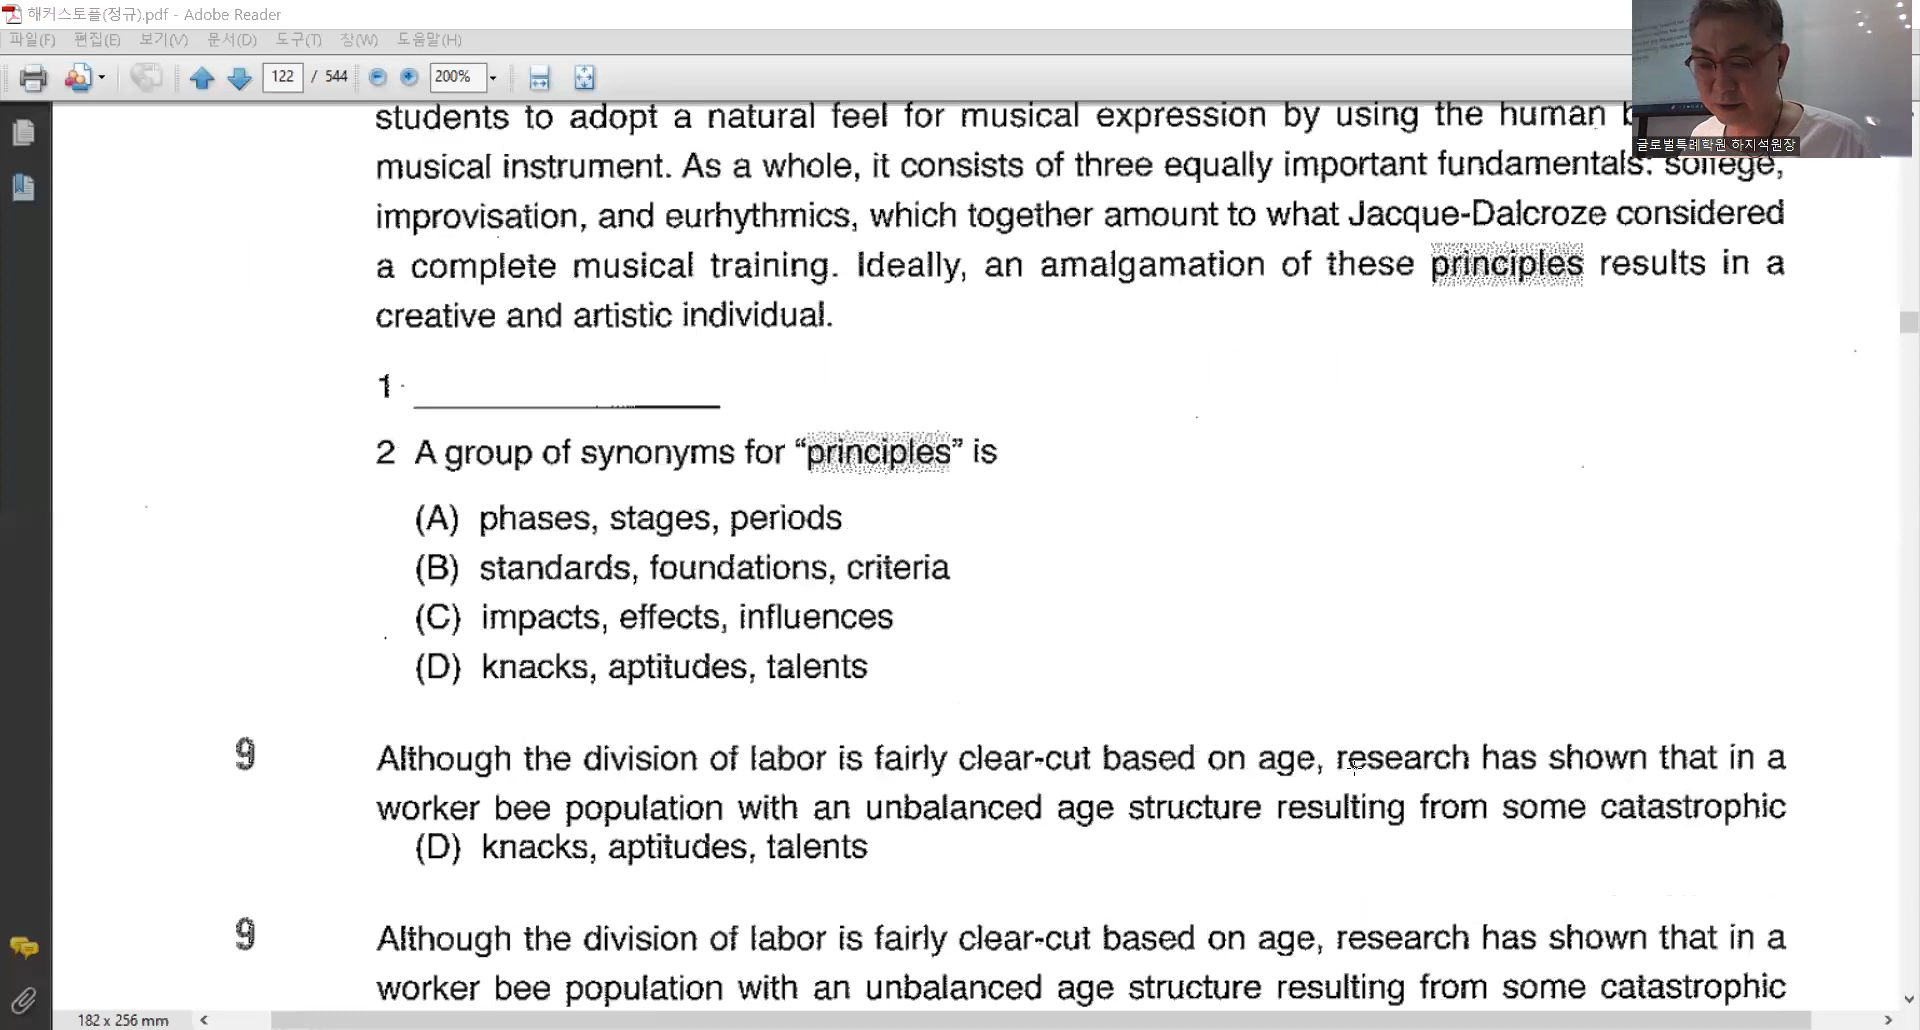 해커스토플(정규).pdf - Adobe Reader
파일(F) 편집(E) 보기(V) 문서(D) 도구(T) 창(W) 도움말(H)
122 / 544 200%
students to adopt a natural feel for musical expression by using the human
글로벌특례학원 하지석원장
musical instrument. As a whole, it consists of three equally important fundamentals: solfege,
improvisation, and eurhythmics, which together amount to what Jacque-Dalcroze considered
a complete musical training. Ideally, an amalgamation of these principles results in a
creative and artistic individual.
1
2 A group of synonyms for “principles” is
(A) phases, stages, periods
(B) standards, foundations, criteria
(C) impacts, effects, influences
(D) knacks, aptitudes, talents
9 Although the division of labor is fairly clear-cut based on age, research has shown that in a
worker bee population with an unbalanced age structure resulting from some catastrophic
(D) knacks, aptitudes, talents
9 Although the division of labor is fairly clear-cut based on age, research has shown that in a
worker bee population with an unbalanced age structure resulting from some catastrophic
182 x 256 mm